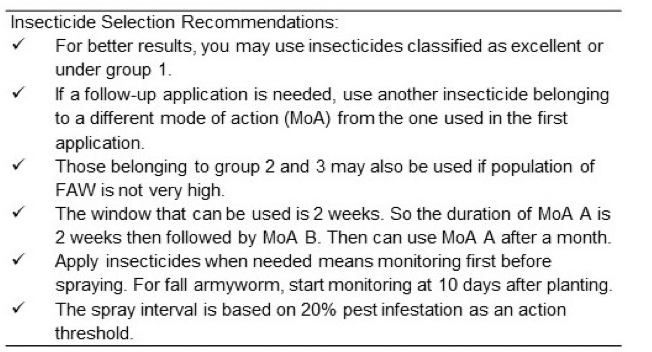 Insecticide Selection Recommendations:
✓ For better results, you may use insecticides classified as excellent or
under group 1.
✓ If a follow-up application is needed, use another insecticide belonging
to a different mode of action (MoA) from the one used in the first
application.
✓ Those belonging to group 2 and 3 may also be used if population of
FAW is not very high.
✓ The window that can be used is 2 weeks. So the duration of MoA A is
2 weeks then followed by MoA B. Then can use MoA A after a month.
✓ Apply insecticides when needed means monitoring first before
spraying. For fall armyworm, start monitoring at 10 days after planting.
✓ The spray interval is based on 20% pest infestation as an action
threshold.